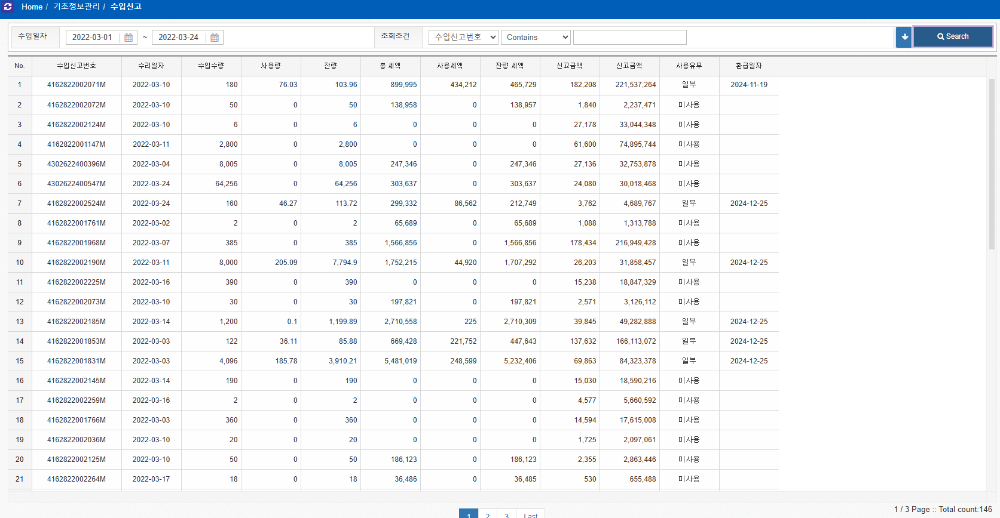 Home / 기초정보관리 / 수입신고
수입일자 2022-03-01 ~ 2022-03-24 조회조건 수입신고번호 Contains Search
No. 수입신고번호 수리일자 수입수량 사용량 잔량 총 세액 사용세액 잔량 세액 신고금액 신고금액 사용유무 환급일자
1 4162822002071M 2022-03-10 180 76.03 103.96 899,995 434,212 465,729 182,208 221,537,264 일부 2024-11-19
2 4162822002072M 2022-03-10 50 0 50 138,958 0 138,957 1,840 2,237,471 미사용
3 4162822002124M 2022-03-10 6 0 6 0 0 0 27,178 33,044,348 미사용
4 4162822001147M 2022-03-11 2,800 0 2,800 0 0 0 61,600 74,895,744 미사용
5 4302622400396M 2022-03-04 8,005 0 8,005 247,346 0 247,346 27,136 32,753,878 미사용
6 4302622400547M 2022-03-24 64,256 0 64,256 303,637 0 303,637 24,080 30,018,468 미사용
7 4162822002524M 2022-03-24 160 46.27 113.72 299,332 86,562 212,749 3,762 4,689,767 일부 2024-12-25
8 4162822001761M 2022-03-02 2 0 2 65,689 0 65,689 1,088 1,313,788 미사용
9 4162822001968M 2022-03-07 385 0 385 1,566,856 0 1,566,856 178,434 216,949,428 미사용
10 4162822002190M 2022-03-11 8,000 205.09 7,794.9 1,752,215 44,920 1,707,292 26,203 31,858,457 일부 2024-12-25
11 4162822002225M 2022-03-16 390 0 390 0 0 0 15,238 18,847,329 미사용
12 4162822002073M 2022-03-10 30 0 30 197,821 0 197,821 2,571 3,126,112 미사용
13 4162822002185M 2022-03-14 1,200 0.1 1,199.89 2,710,558 225 2,710,309 39,845 49,282,888 일부 2024-12-25
14 4162822001853M 2022-03-03 122 36.11 85.88 669,428 221,752 447,643 137,632 166,113,072 일부 2024-12-25
15 4162822001831M 2022-03-03 4,096 185.78 3,910.21 5,481,019 248,599 5,232,406 69,863 84,323,378 일부 2024-12-25
16 4162822002145M 2022-03-14 190 0 190 0 0 0 15,030 18,590,216 미사용
17 4162822002259M 2022-03-16 2 0 2 0 0 0 4,577 5,660,592 미사용
18 4162822001766M 2022-03-03 360 0 360 0 0 0 14,594 17,615,008 미사용
19 4162822002036M 2022-03-10 20 0 20 0 0 0 1,725 2,097,061 미사용
20 4162822002125M 2022-03-10 50 0 50 186,123 0 186,123 2,355 2,863,446 미사용
21 4162822002264M 2022-03-17 18 0 18 36,486 0 36,485 530 655,488 미사용
1 / 3 Page :: Total count:146
1 2 3 Last